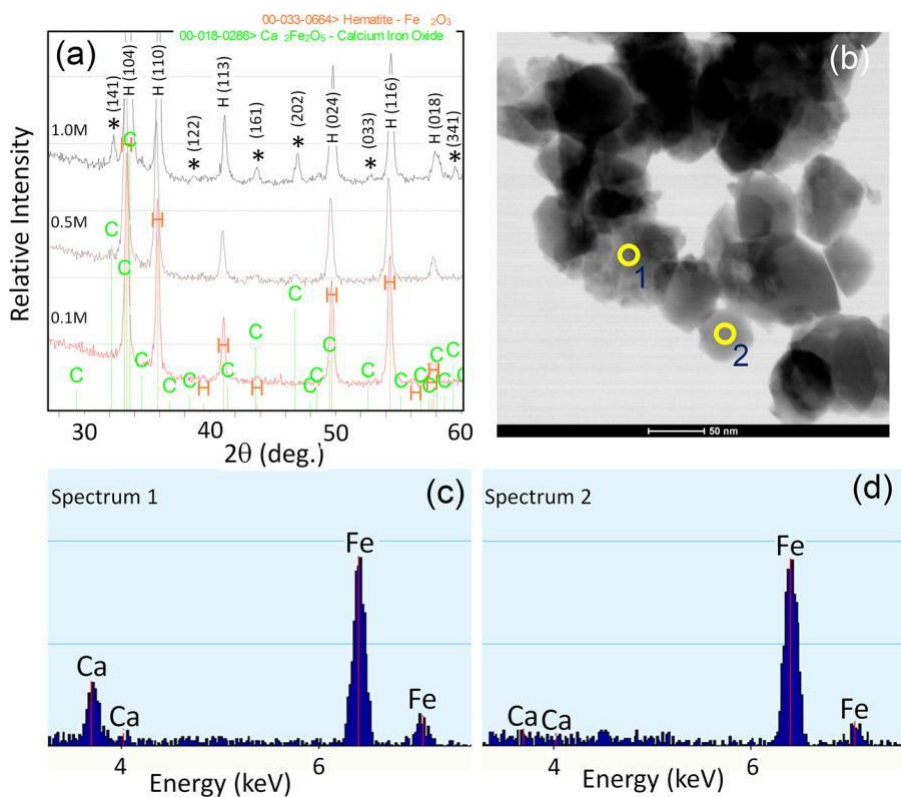 00-033-0664> Hematite - Fe ₂O₃
00-018-0286> Ca ₂Fe₂O₅ - Calcium Iron Oxide
(a)
* (141)
H (104)
H (110)
* (122)
H (113)
* (161)
* (202)
H (024)
* (033)
H (116)
H (018)
* (341)
1.0M
H
C
0.5M
C
H
C
C
H
0.1M
H
C
C
C
C
C
C
C
C
C
C
C
C
C
C
H
H
H
H
H
H
30
40
50
60
2θ (deg.)
Relative Intensity
(b)
1
2
50 nm
Spectrum 1
(c)
Fe
Ca
Ca
Fe
4
6
Energy (keV)
Spectrum 2
(d)
Fe
Ca
Ca
Fe
4
6
Energy (keV)